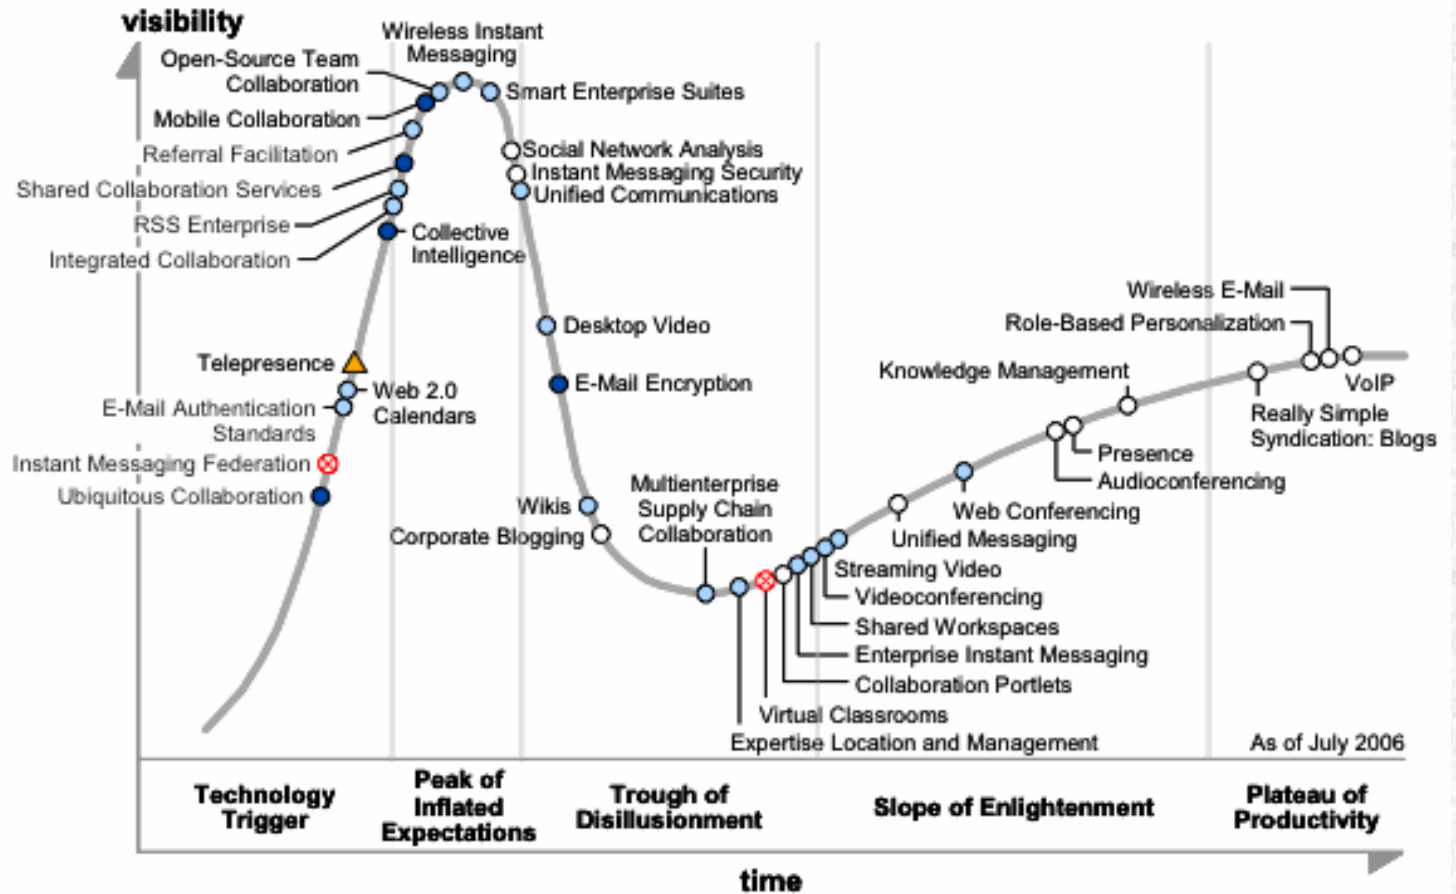 visibility
Wireless Instant
Messaging
Open-Source Team
Collaboration
Smart Enterprise Suites
Mobile Collaboration
Referral Facilitation
Social Network Analysis
Instant Messaging Security
Shared Collaboration Services
Unified Communications
RSS Enterprise
Collective
Intelligence
Integrated Collaboration
Wireless E-Mail
Role-Based Personalization
Desktop Video
Telepresence
Knowledge Management
E-Mail Encryption
VoIP
Web 2.0
Calendars
E-Mail Authentication
Standards
Really Simple
Syndication: Blogs
Presence
Instant Messaging Federation
Audioconferencing
Multienterprise
Supply Chain
Collaboration
Ubiquitous Collaboration
Wikis
Web Conferencing
Corporate Blogging
Unified Messaging
Streaming Video
Videoconferencing
Shared Workspaces
Enterprise Instant Messaging
Collaboration Portlets
Virtual Classrooms
Expertise Location and Management
As of July 2006
Technology
Trigger
Peak of
Inflated
Expectations
Trough of
Disillusionment
Slope of Enlightenment
Plateau of
Productivity
time